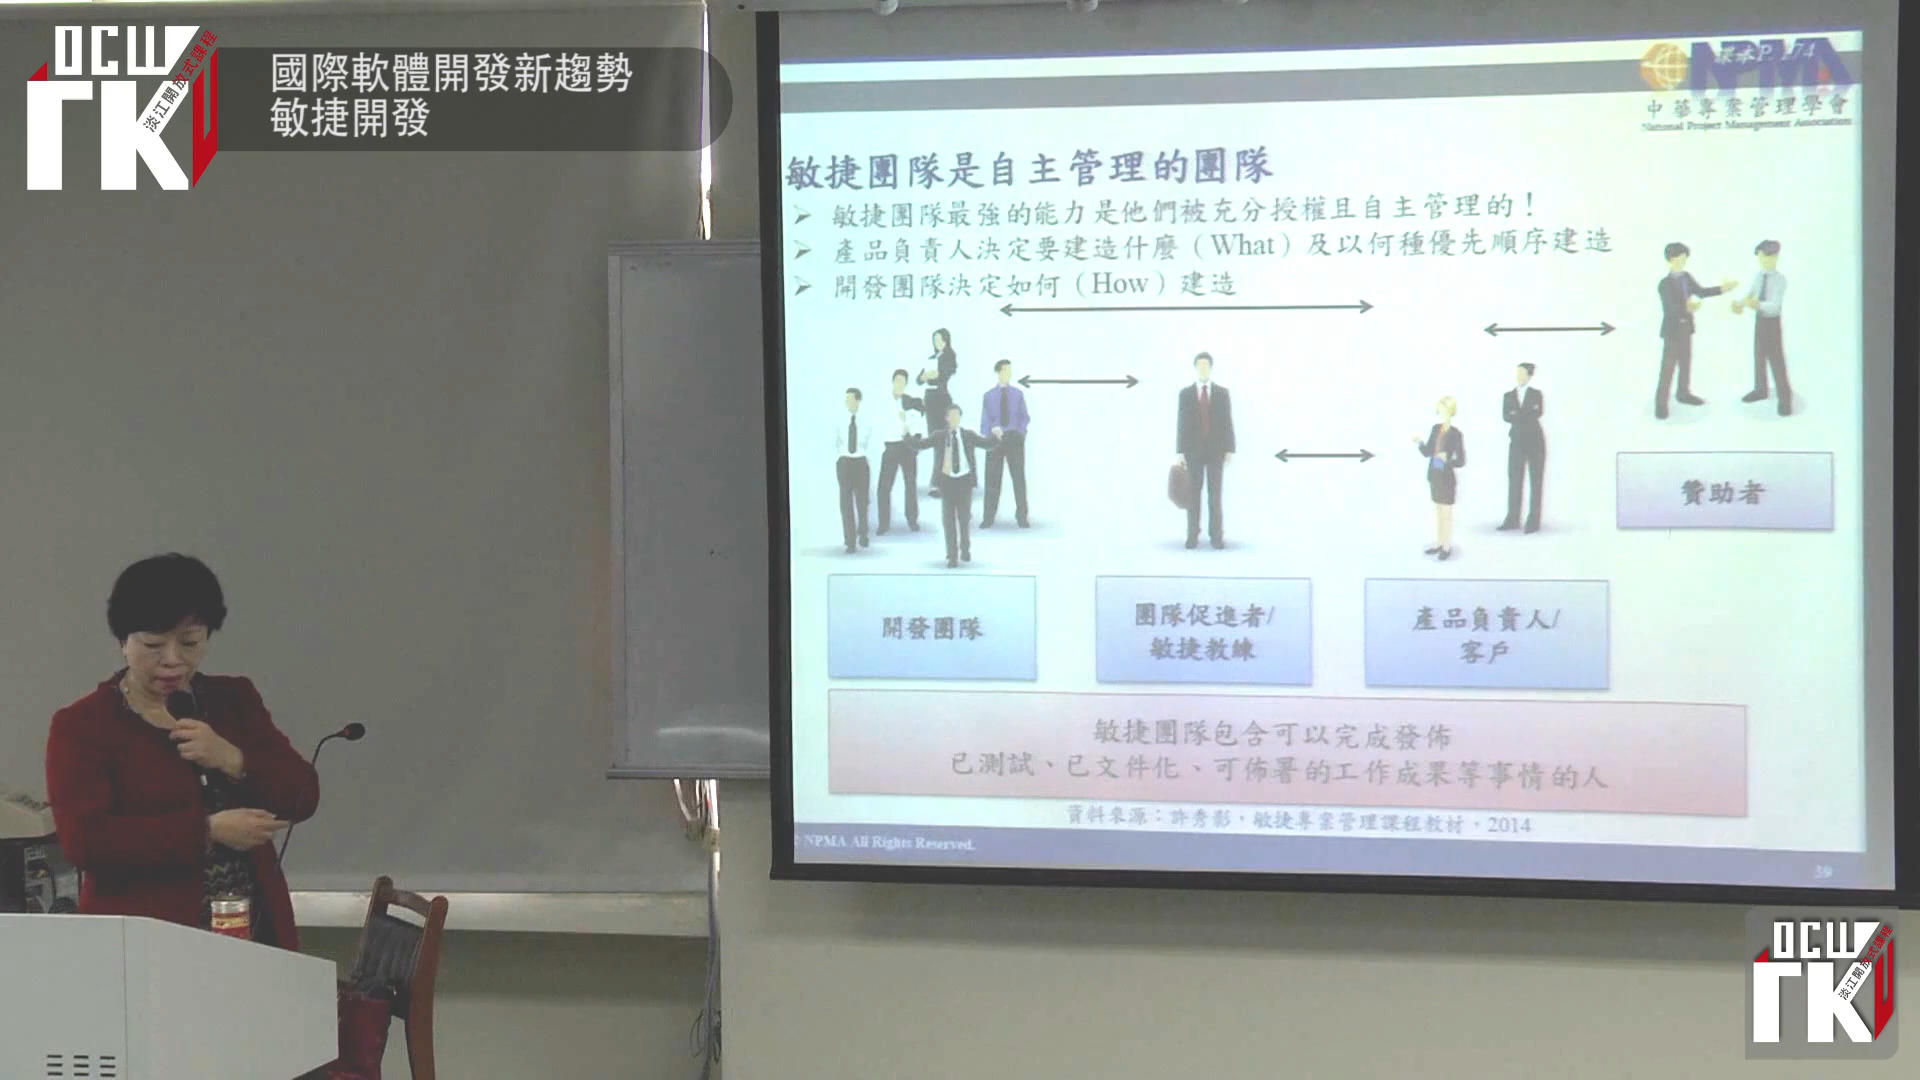 OCW
TKU
淡江開放式課程
國際軟體開發新趨勢
敏捷開發
課本P. 174
NPMA
中華專案管理學會
National Project Management Association
敏捷團隊是自主管理的團隊
➤ 敏捷團隊最強的能力是他們被充分授權且自主管理的！
➤ 產品負責人決定要建造什麼（What）及以何種優先順序建造
➤ 開發團隊決定如何（How）建造
贊助者
開發團隊
團隊促進者/
敏捷教練
產品負責人/
客戶
敏捷團隊包含可以完成發佈
已測試、已文件化、可佈署的工作成果等事情的人
資料來源：許秀影，敏捷專案管理課程教材，2014
© NPMA All Rights Reserved.
39
OCW
TKU
淡江開放式課程